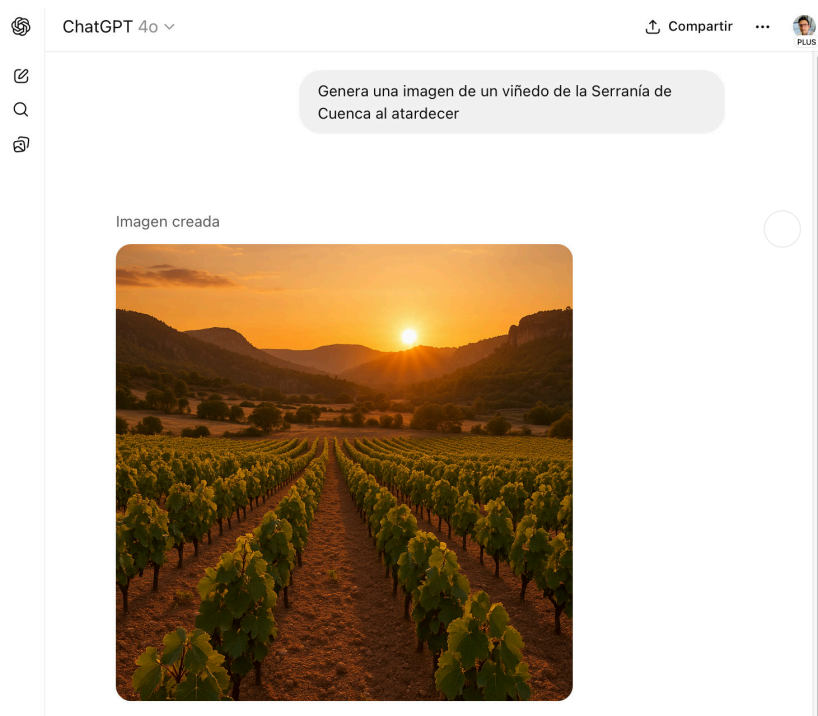 ChatGPT 4o
Compartir
PLUS
Genera una imagen de un viñedo de la Serranía de
Cuenca al atardecer
Imagen creada